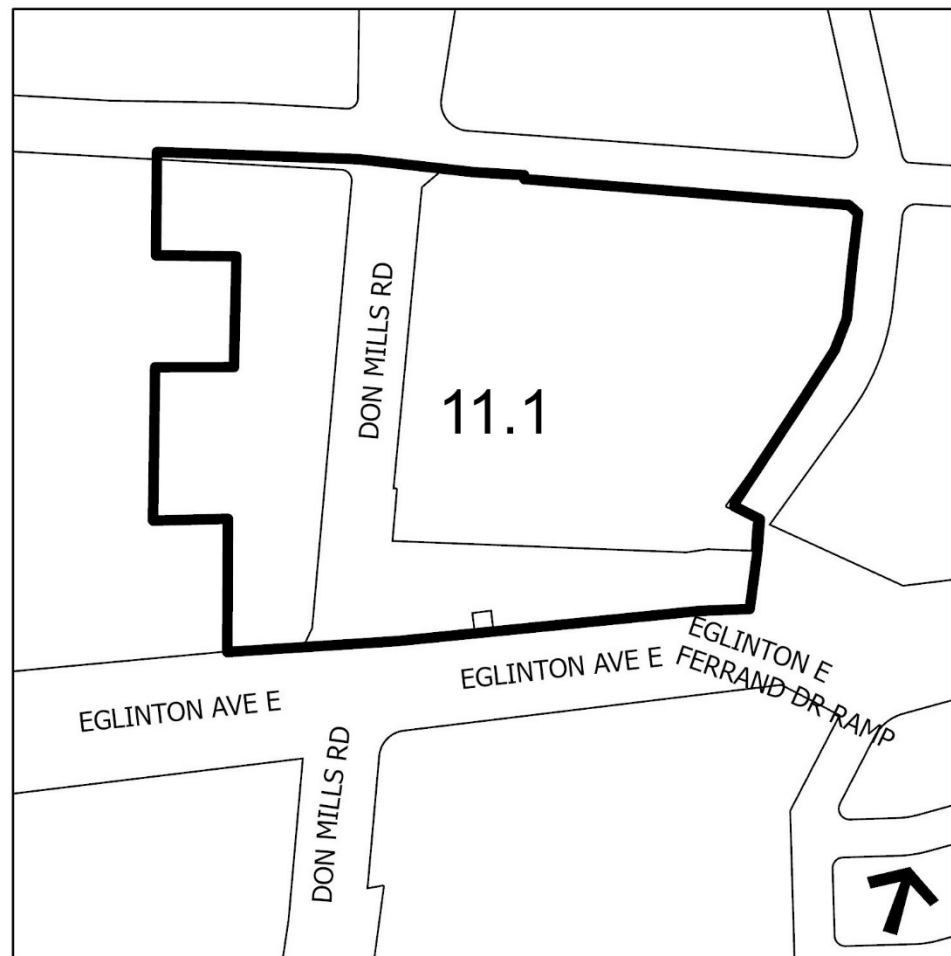 DON MILLS RD
11.1
EGLINTON AVE E
EGLINTON AVE E
EGLINTON E
FERRAND DR RAMP
DON MILLS RD